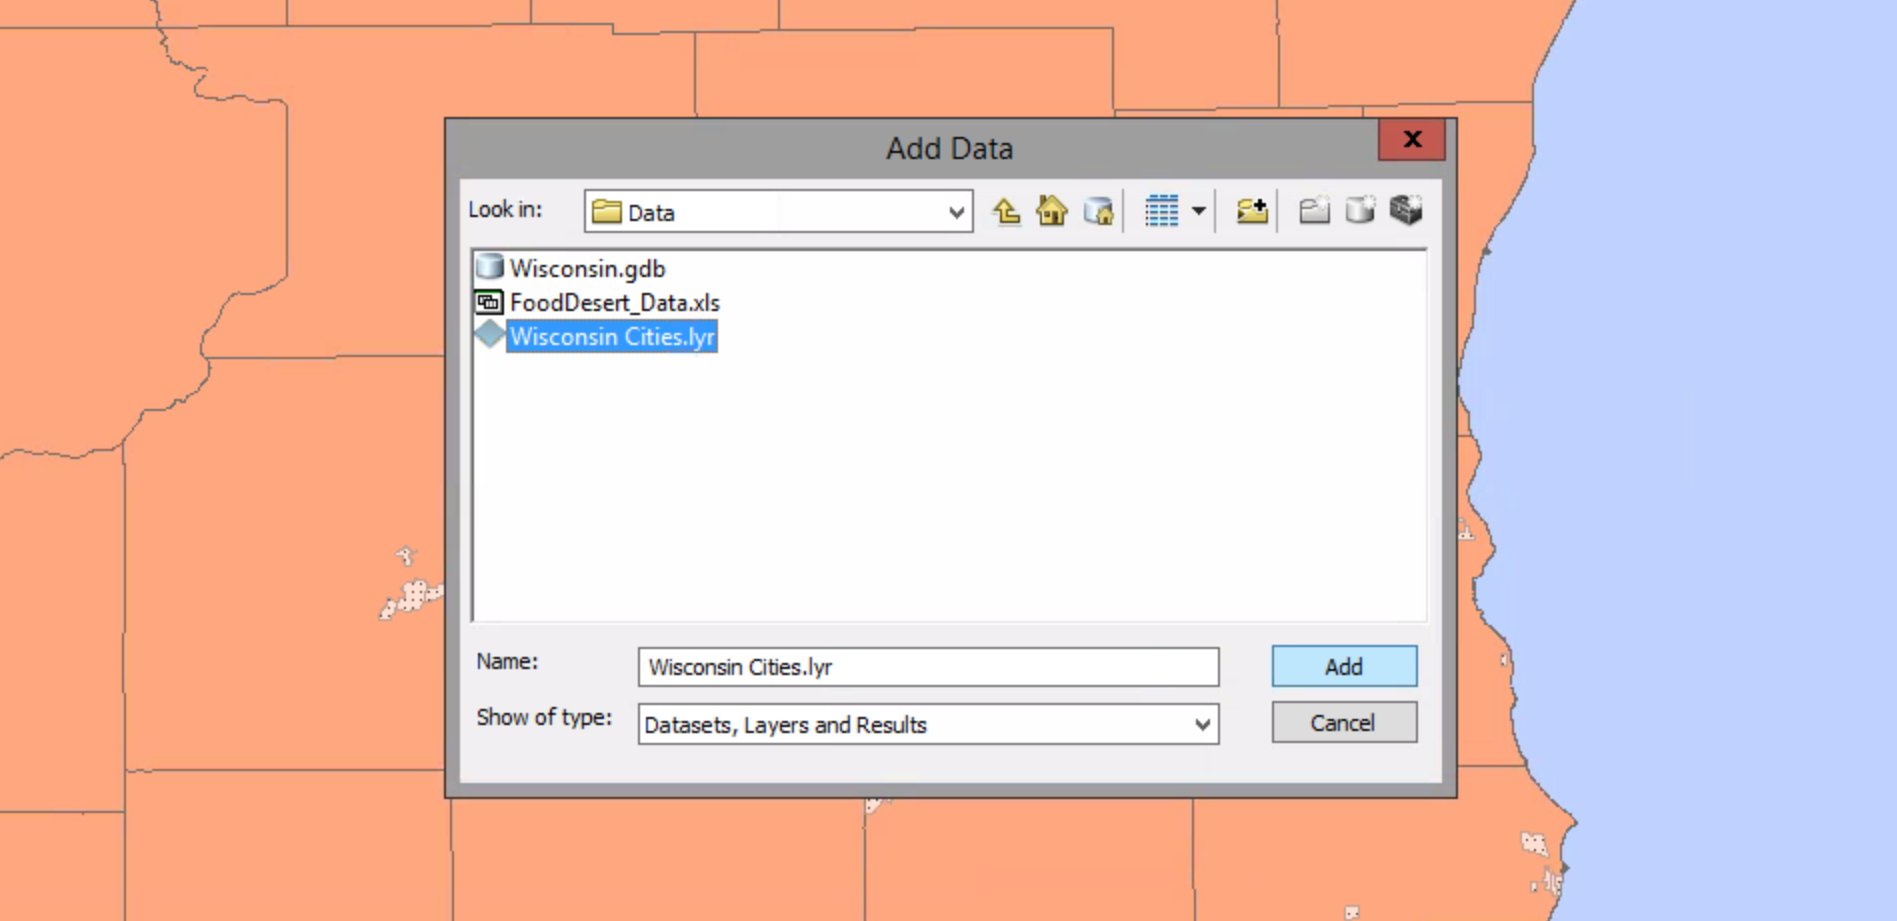 Add Data
X
Look in: Data
Wisconsin.gdb
FoodDesert_Data.xls
Wisconsin Cities.lyr
Name: Wisconsin Cities.lyr Add
Show of type: Datasets, Layers and Results Cancel